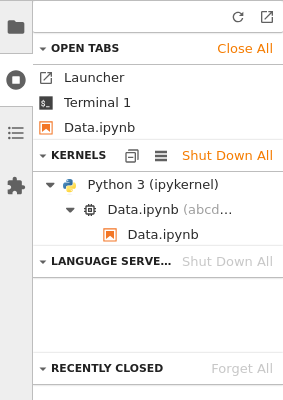 OPEN TABS Close All
Launcher
Terminal 1
Data.ipynb
KERNELS Shut Down All
Python 3 (ipykernel)
Data.ipynb (abcd...
Data.ipynb
LANGUAGE SERVE... Shut Down All
RECENTLY CLOSED Forget All